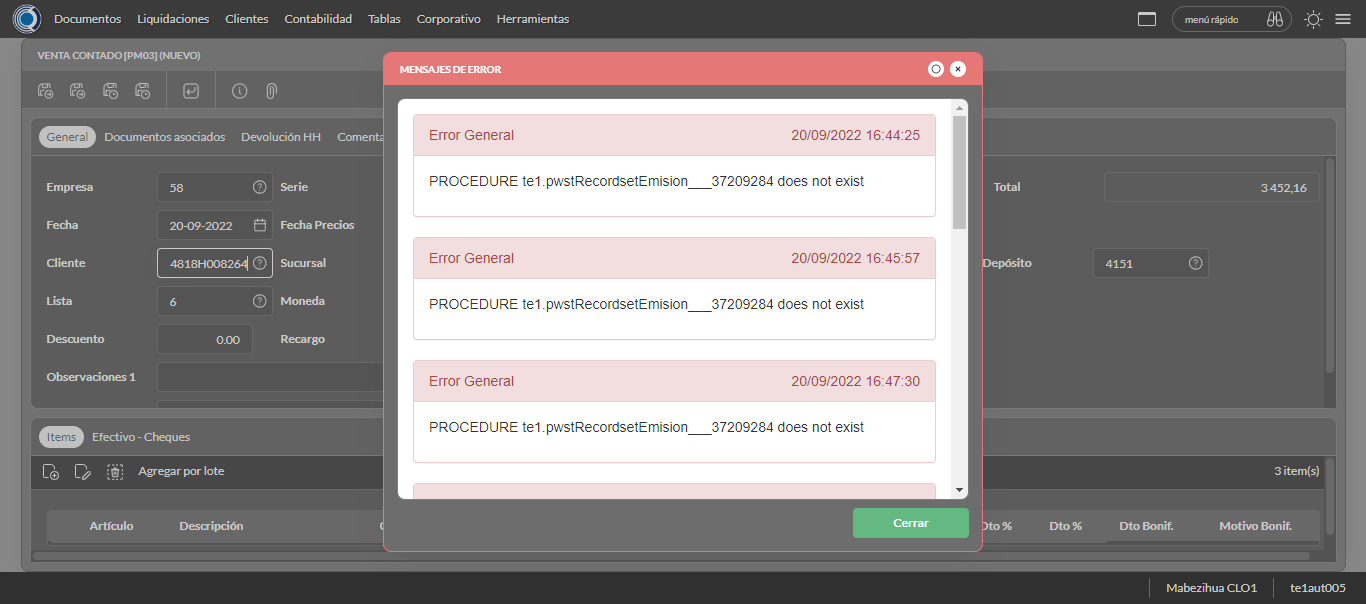 Documentos Liquidaciones Clientes Contabilidad Tablas Corporativo Herramientas menú rápido
VENTA CONTADO [PM03] (NUEVO)
MENSAJES DE ERROR
General Documentos asociados Devolución HH Comenta
Error General 20/09/2022 16:44:25
PROCEDURE te1.pwstRecordsetEmision___37209284 does not exist
Error General 20/09/2022 16:45:57
PROCEDURE te1.pwstRecordsetEmision___37209284 does not exist
Error General 20/09/2022 16:47:30
PROCEDURE te1.pwstRecordsetEmision___37209284 does not exist
Cerrar
Empresa 58 Serie Total 3 452,16
Fecha 20-09-2022 Fecha Precios
Cliente 4818H008264 Sucursal Depósito 4151
Lista 6 Moneda
Descuento 0.00 Recargo
Observaciones 1
Items Efectivo - Cheques
Agregar por lote 3 item(s)
Artículo Descripción Dto % Dto % Dto Bonif. Motivo Bonif.
Mabezihua CLO1 te1aut005